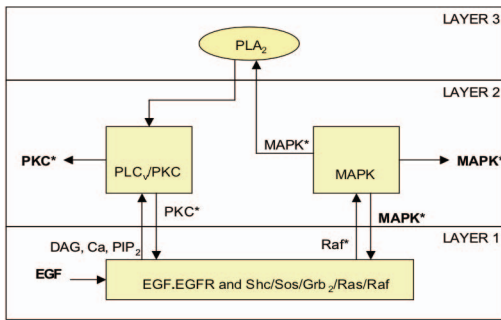 LAYER 3
PLA₂
LAYER 2
MAPK*
PKC*
PLCᵧ/PKC
MAPK
MAPK*
PKC*
MAPK*
LAYER 1
DAG, Ca, PIP₂
Raf*
EGF
EGF.EGFR and Shc/Sos/Grb₂/Ras/Raf